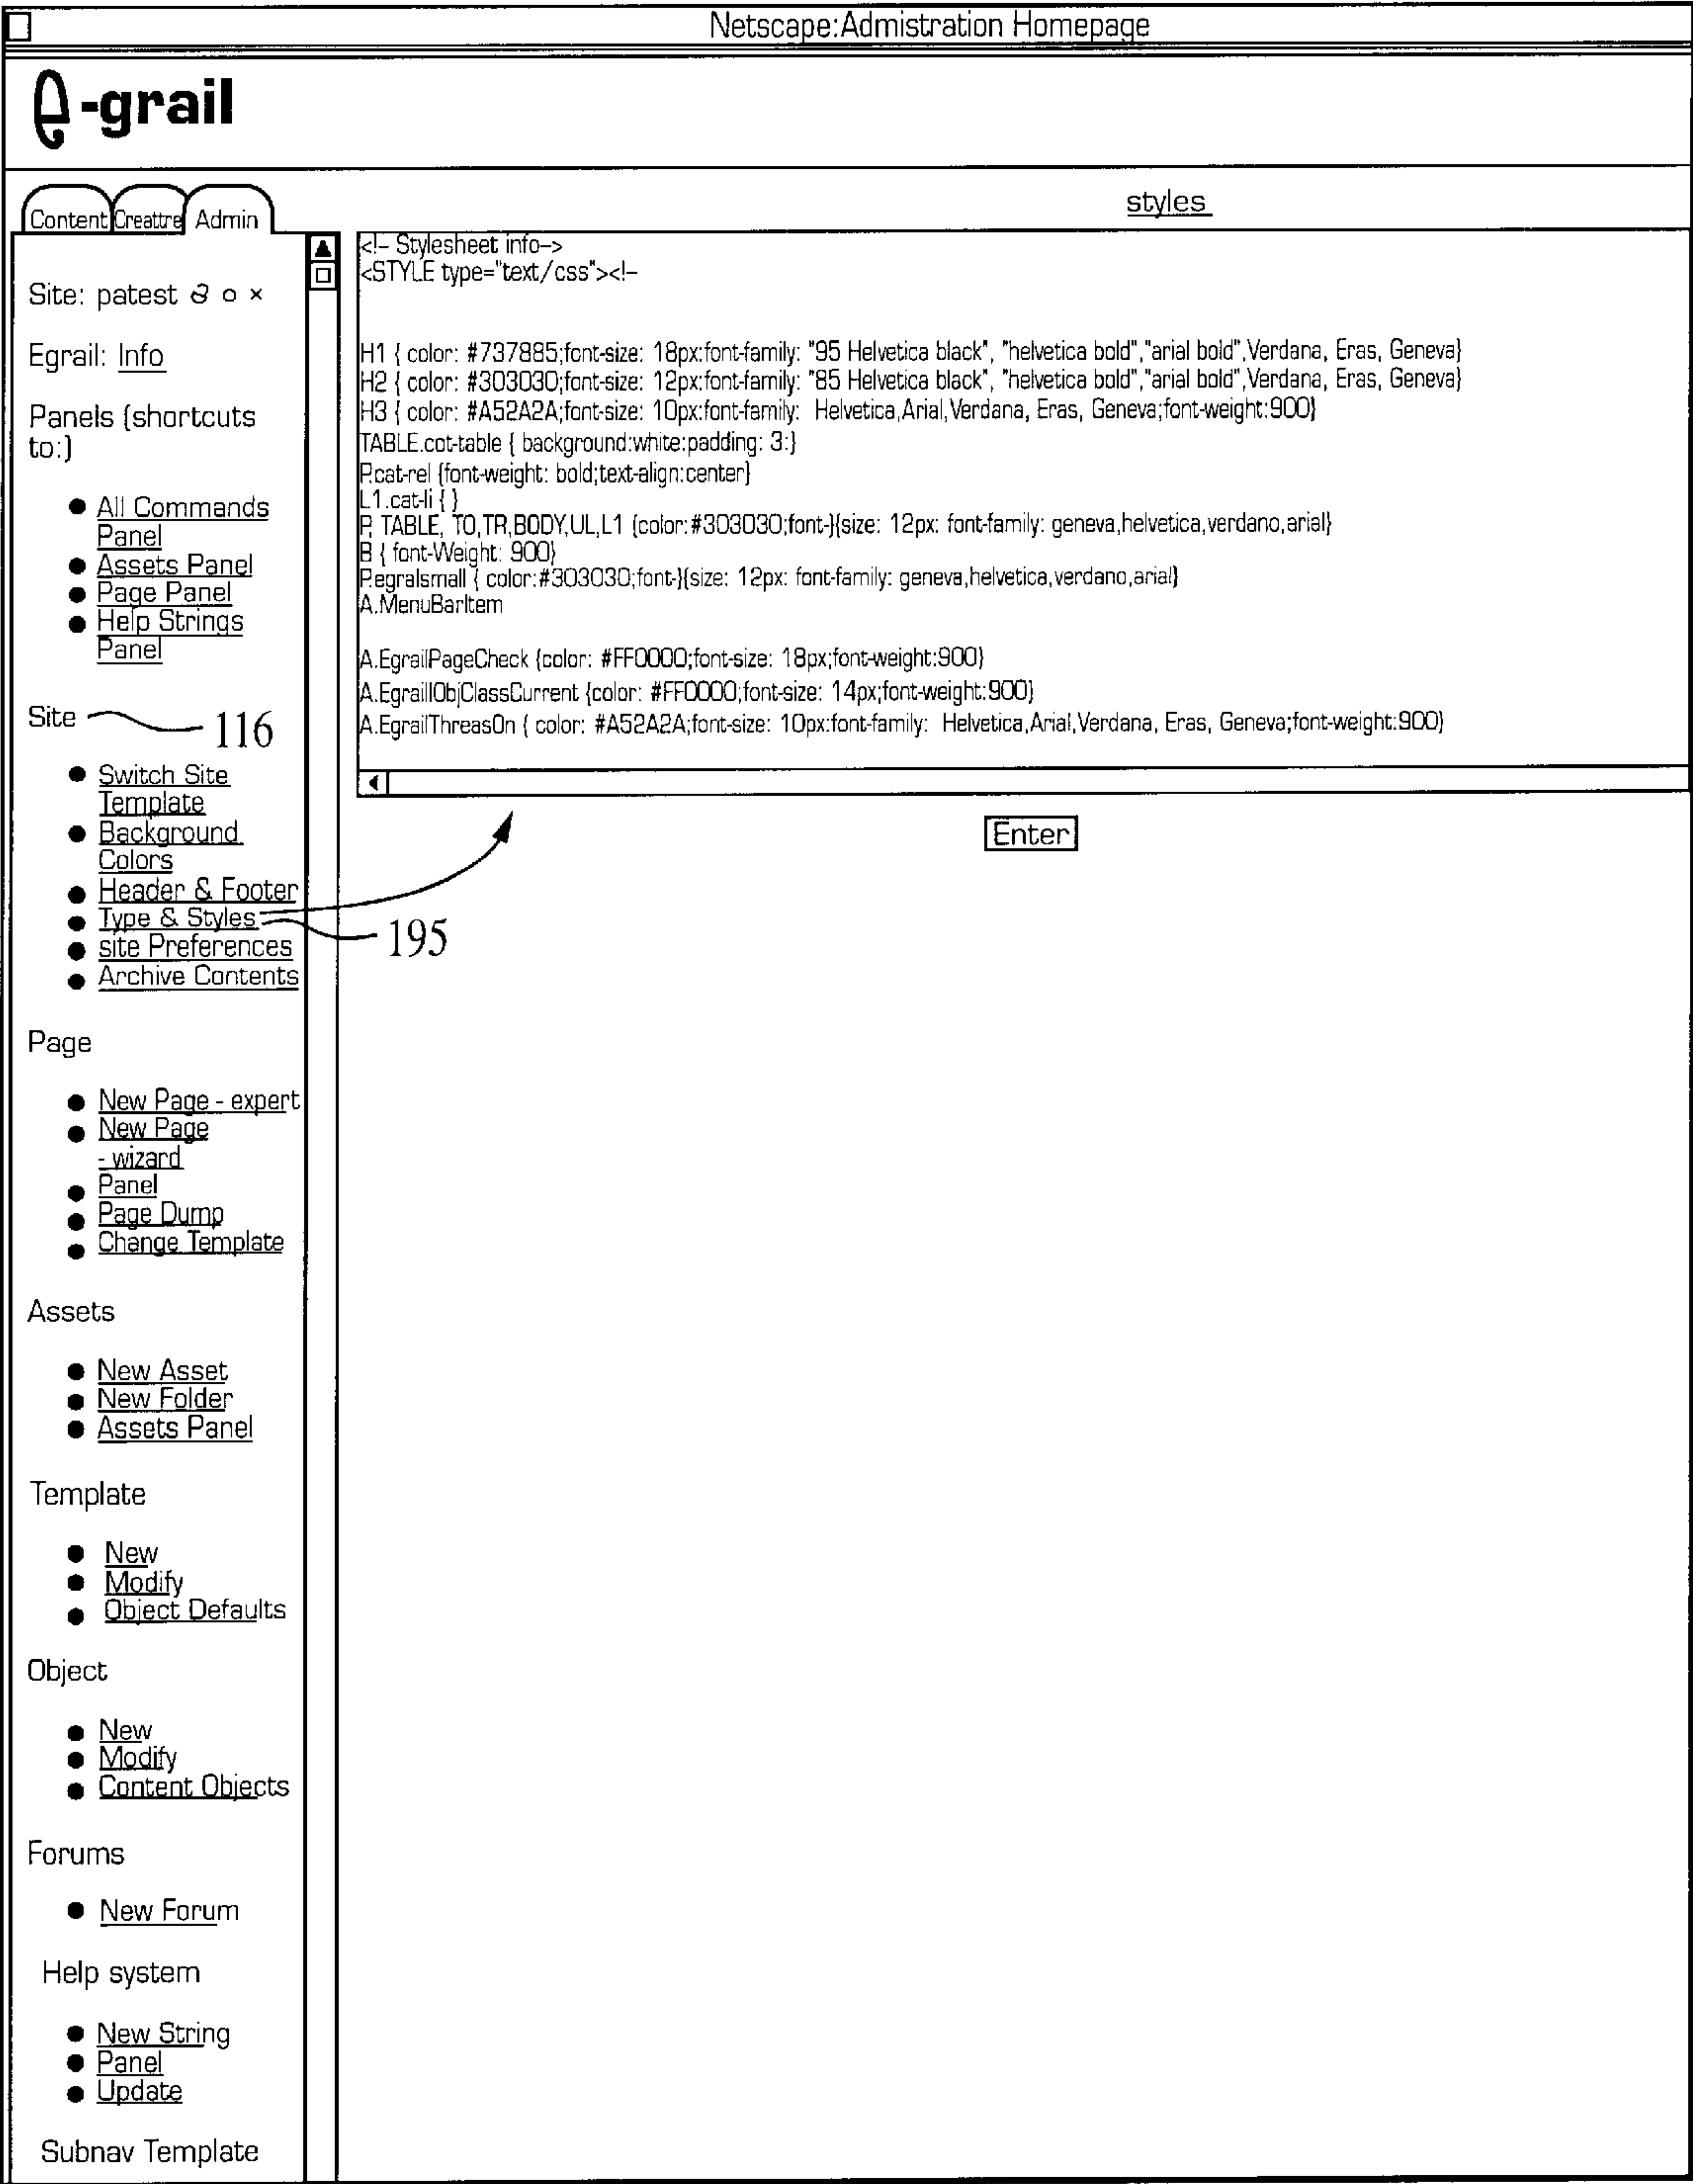 Netscape:Admistration Homepage
e-grail
Content Creattre Admin
Site: patest
Egrail: Info
Panels (shortcuts
to:)
All Commands
Panel
Assets Panel
Page Panel
Help Strings
Panel
Site
116
Switch Site
Template
Background
Colors
Header & Footer
Type & Styles
195
site Preferences
Archive Contents
Page
New Page - expert
New Page
- wizard
Panel
Page Dump
Change Template
Assets
New Asset
New Folder
Assets Panel
Template
New
Modify
Object Defaults
Object
New
Modify
Content Objects
Forums
New Forum
Help system
New String
Panel
Update
Subnav Template
styles
<!- Stylesheet info->
<STYLE type="text/css"><!-
H1 { color: #737885;font-size: 18px:font-family: "95 Helvetica black", "helvetica bold","arial bold",Verdana, Eras, Geneva}
H2 { color: #303030;font-size: 12px:font-family: "85 Helvetica black", "helvetica bold","arial bold",Verdana, Eras, Geneva}
H3 { color: #A52A2A;font-size: 10px:font-family: Helvetica,Arial,Verdana, Eras, Geneva;font-weight:900}
TABLE.cot-table { background:white:padding: 3:}
P.cat-rel {font-weight: bold;text-align:center}
L1.cat-li { }
P, TABLE, TO,TR,BODY,UL,L1 {color:#303030;font-}{size: 12px: font-family: geneva,helvetica,verdano,arial}
B { font-Weight: 900}
P.egralsmall { color:#303030;font-}{size: 12px: font-family: geneva,helvetica,verdano,arial}
A.MenuBarItem
A.EgrailPageCheck {color: #FF0000;font-size: 18px;font-weight:900}
A.EgraillObjClassCurrent {color: #FF0000;font-size: 14px;font-weight:900}
A.EgrailThreasOn { color: #A52A2A;font-size: 10px:font-family: Helvetica,Arial,Verdana, Eras, Geneva;font-weight:900}
Enter